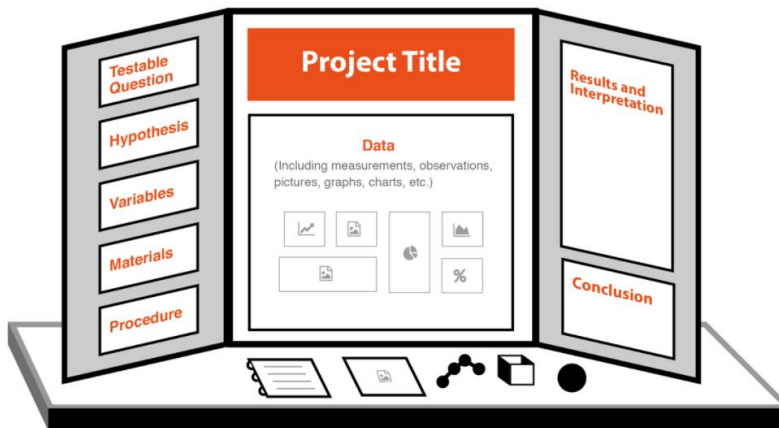 Testable
Question
Hypothesis
Variables
Materials
Procedure
Project Title
Data
(Including measurements, observations,
pictures, graphs, charts, etc.)
%
Results and
Interpretation
Conclusion